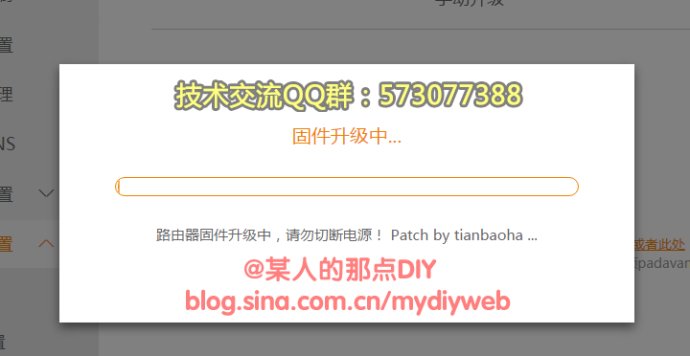 手动升级
置
理
NS
置
置
置
技术交流QQ群：573077388
固件升级中...
路由器固件升级中，请勿切断电源！ Patch by tianbaoha ...
或者此处
[padavan
@某人的那点DIY
blog.sina.com.cn/mydiyweb